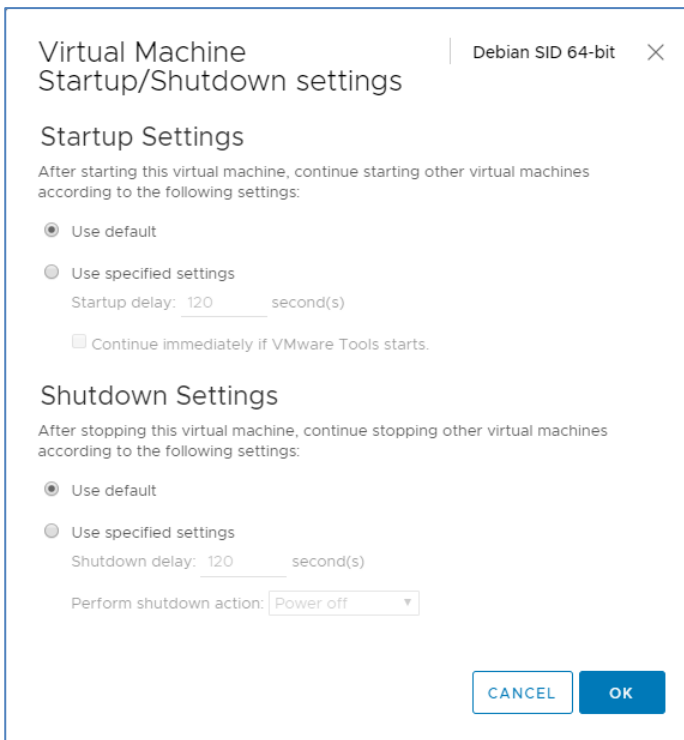 Virtual Machine
Startup/Shutdown settings
Debian SID 64-bit
Startup Settings
After starting this virtual machine, continue starting other virtual machines
according to the following settings:
Use default
Use specified settings
Startup delay: 120 second(s)
Continue immediately if VMware Tools starts.
Shutdown Settings
After stopping this virtual machine, continue stopping other virtual machines
according to the following settings:
Use default
Use specified settings
Shutdown delay: 120 second(s)
Perform shutdown action: Power off
CANCEL OK